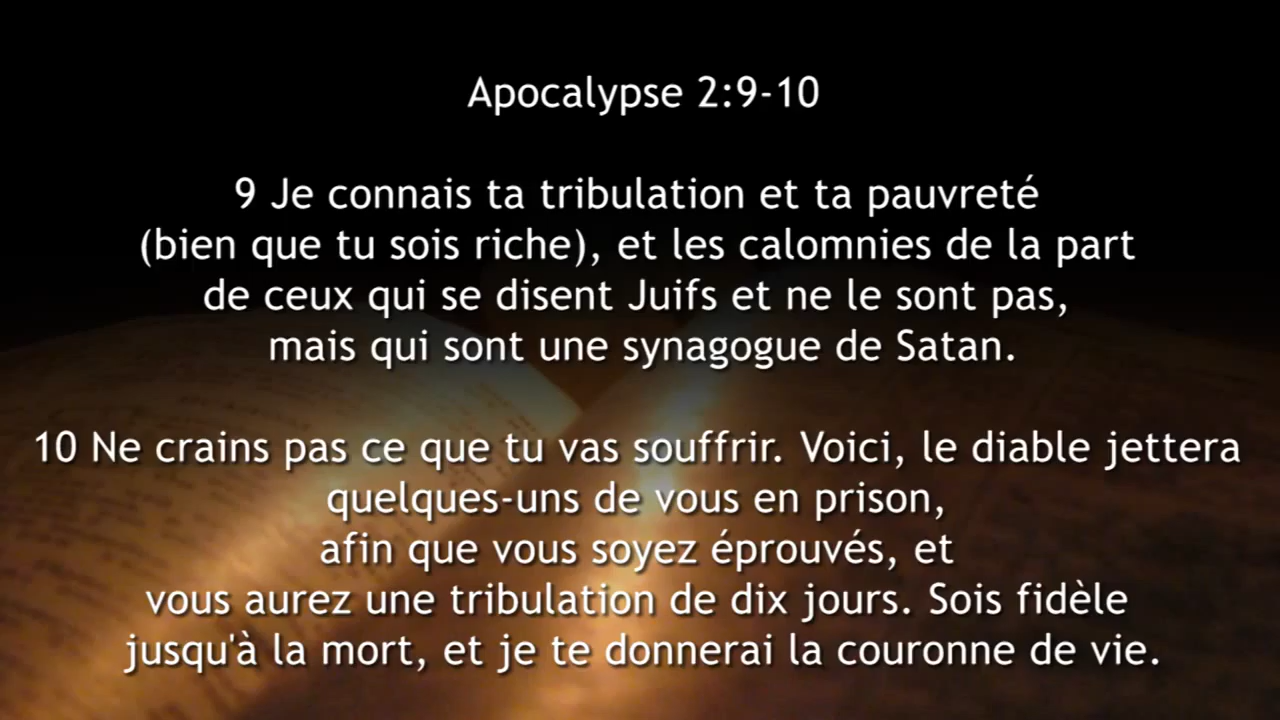 Apocalypse 2:9-10
9 Je connais ta tribulation et ta pauvreté
(bien que tu sois riche), et les calomnies de la part
de ceux qui se disent Juifs et ne le sont pas,
mais qui sont une synagogue de Satan.
10 Ne crains pas ce que tu vas souffrir. Voici, le diable jettera
quelques-uns de vous en prison,
afin que vous soyez éprouvés, et
vous aurez une tribulation de dix jours. Sois fidèle
jusqu'à la mort, et je te donnerai la couronne de vie.